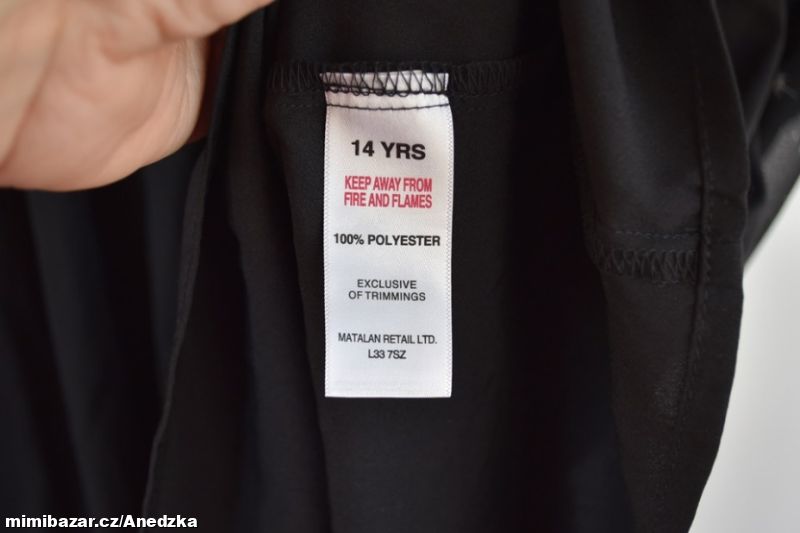 14 YRS
KEEP AWAY FROM
FIRE AND FLAMES
100% POLYESTER
EXCLUSIVE
OF TRIMMINGS
MATALAN RETAIL LTD.
L33 7SZ
mimibazar.cz/Anedzka